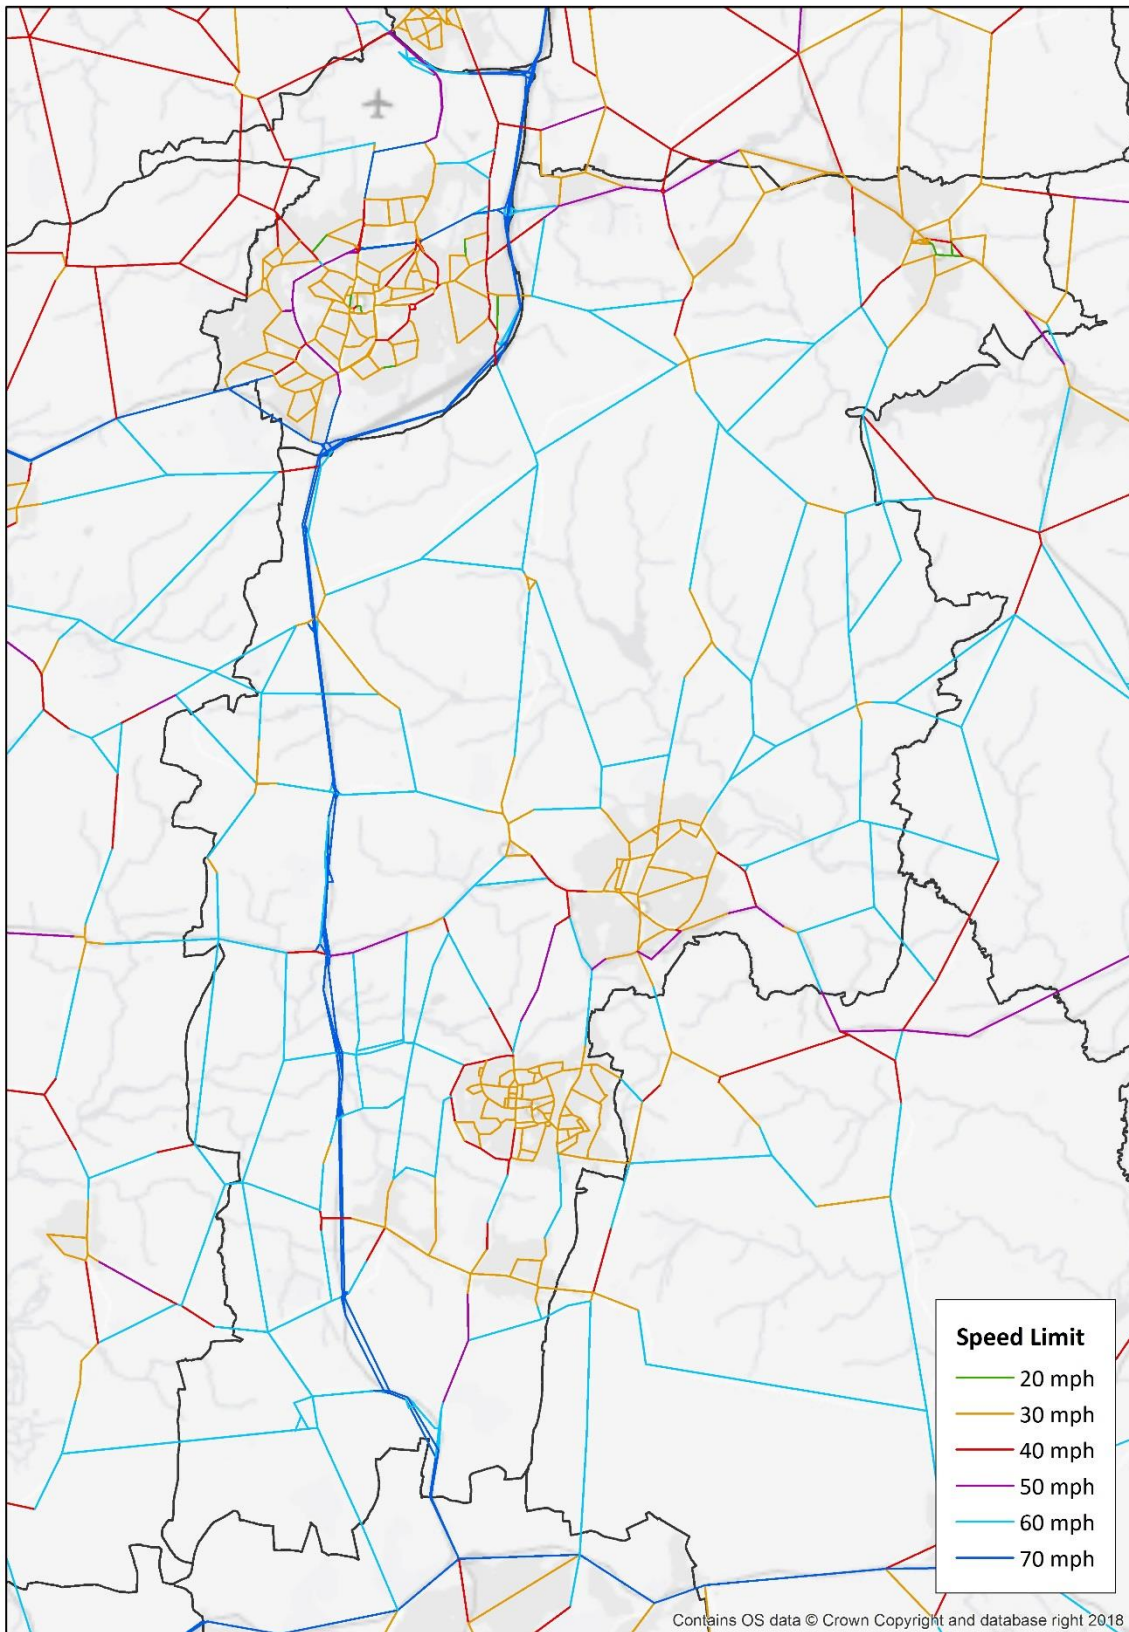 Speed Limit
20 mph
30 mph
40 mph
50 mph
60 mph
70 mph
Contains OS data © Crown Copyright and database right 2018